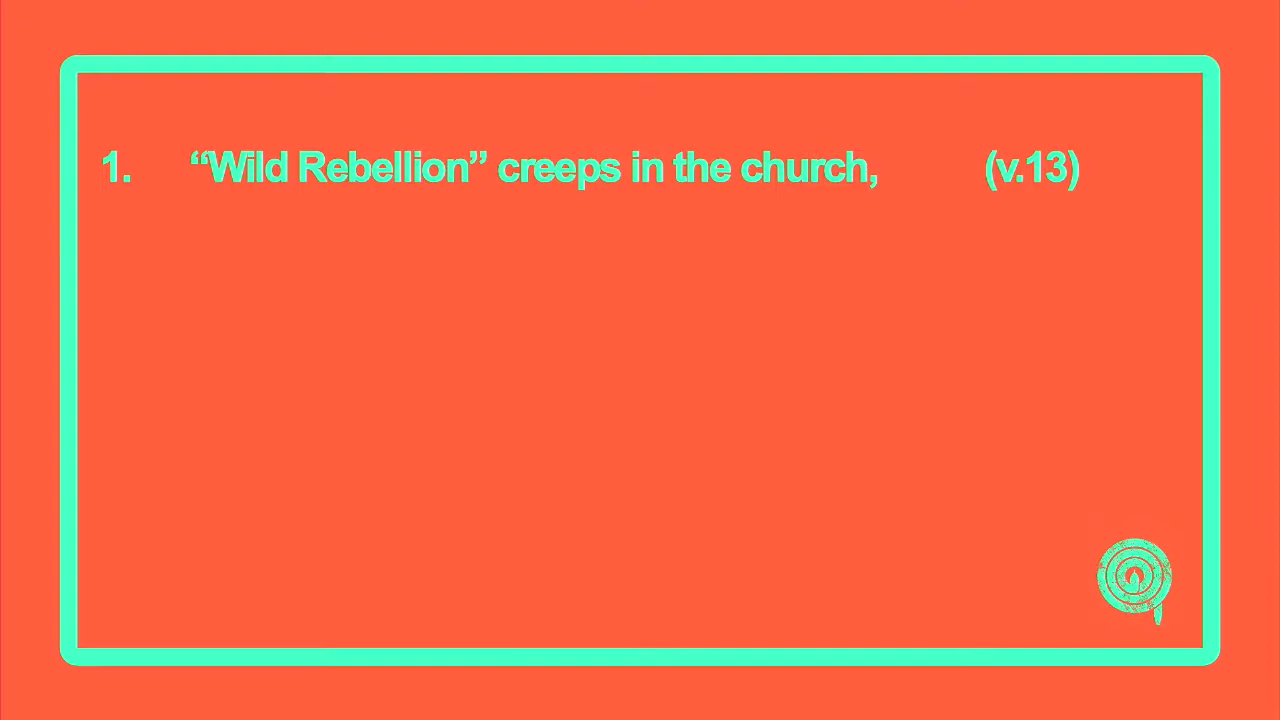 1. “Wild Rebellion” creeps in the church, (v.13)